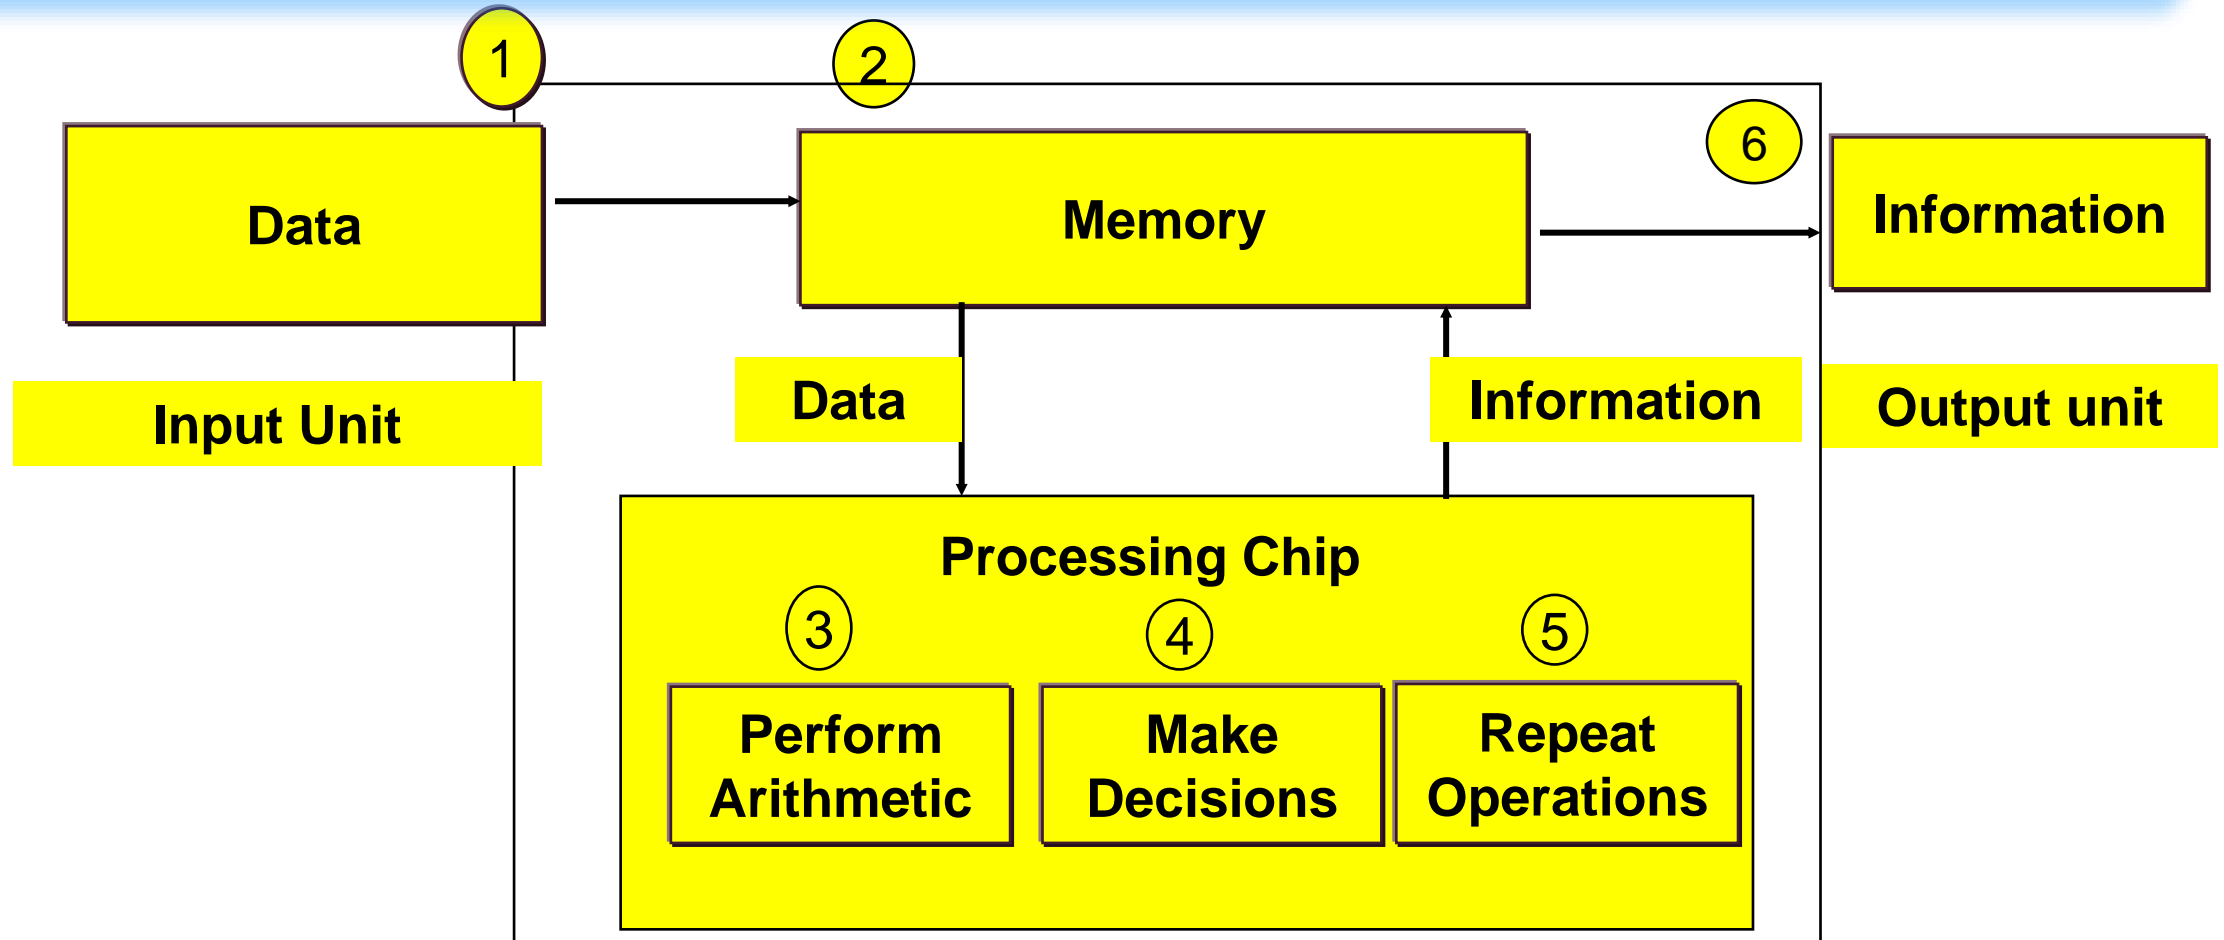 1
2
6
Data
Memory
Information
Input Unit
Data
Information
Output unit
Processing Chip
3
4
5
Perform
Arithmetic
Make
Decisions
Repeat
Operations